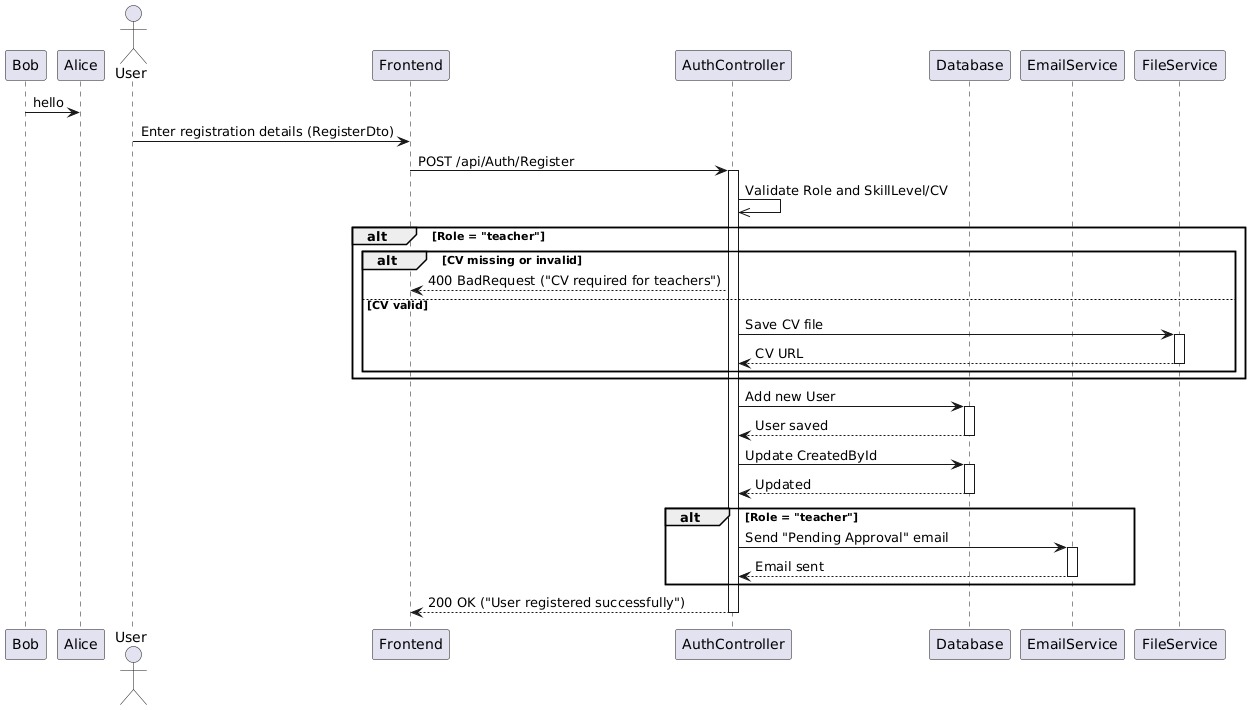 User
Bob
Alice
Frontend
AuthController
Database
EmailService
FileService
hello
Enter registration details (RegisterDto)
POST /api/Auth/Register
Validate Role and SkillLevel/CV
alt [Role = "teacher"]
alt [CV missing or invalid]
400 BadRequest ("CV required for teachers")
[CV valid]
Save CV file
CV URL
Add new User
User saved
Update CreatedById
Updated
alt [Role = "teacher"]
Send "Pending Approval" email
Email sent
200 OK ("User registered successfully")
User
Bob
Alice
Frontend
AuthController
Database
EmailService
FileService